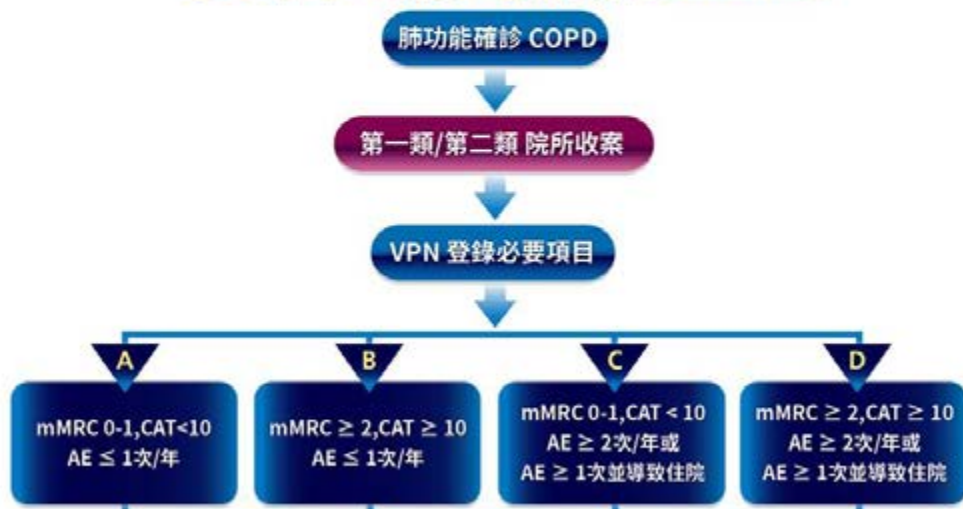 肺功能確診 COPD
第一類/第二類 院所收案
VPN 登錄必要項目
A
mMRC 0-1,CAT<10
AE ≤ 1次/年
B
mMRC ≥ 2,CAT ≥ 10
AE ≤ 1次/年
C
mMRC 0-1,CAT < 10
AE ≥ 2次/年或
AE ≥ 1次並導致住院
D
mMRC ≥ 2,CAT ≥ 10
AE ≥ 2次/年或
AE ≥ 1次並導致住院